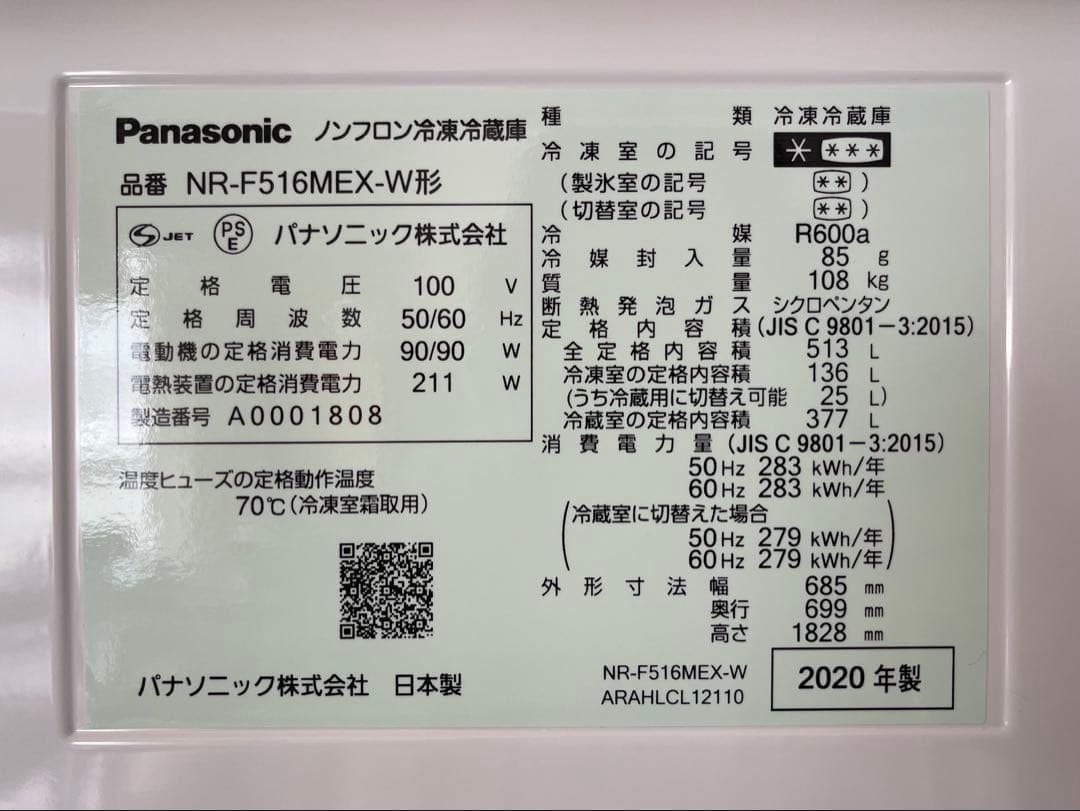 Panasonic ノンフロン冷凍冷蔵庫
品番 NR-F516MEX-W形
JET PSE パナソニック株式会社
定格電圧 100 V
定格周波数 50/60 Hz
電動機の定格消費電力 90/90 W
電熱装置の定格消費電力 211 W
製造番号 A0001808
温度ヒューズの定格動作温度
70℃(冷凍室霜取用)
パナソニック株式会社 日本製
種類 冷凍冷蔵庫
冷凍室の記号 * ***
(製氷室の記号 **)
(切替室の記号 **)
冷媒 R600a
冷媒封入量 85 g
質量 108 kg
断熱発泡ガス シクロペンタン
定格内容積(JIS C 9801-3:2015)
全定格内容積 513 L
冷凍室の定格内容積 136 L
(うち冷蔵用に切替え可能 25 L)
冷蔵室の定格内容積 377 L
消費電力量(JIS C 9801-3:2015)
50Hz 283 kWh/年
60Hz 283 kWh/年
(冷蔵室に切替えた場合
50Hz 279 kWh/年
60Hz 279 kWh/年)
外形寸法 幅 685 mm
奥行 699 mm
高さ 1828 mm
NR-F516MEX-W
ARAHLCL12110
2020年製